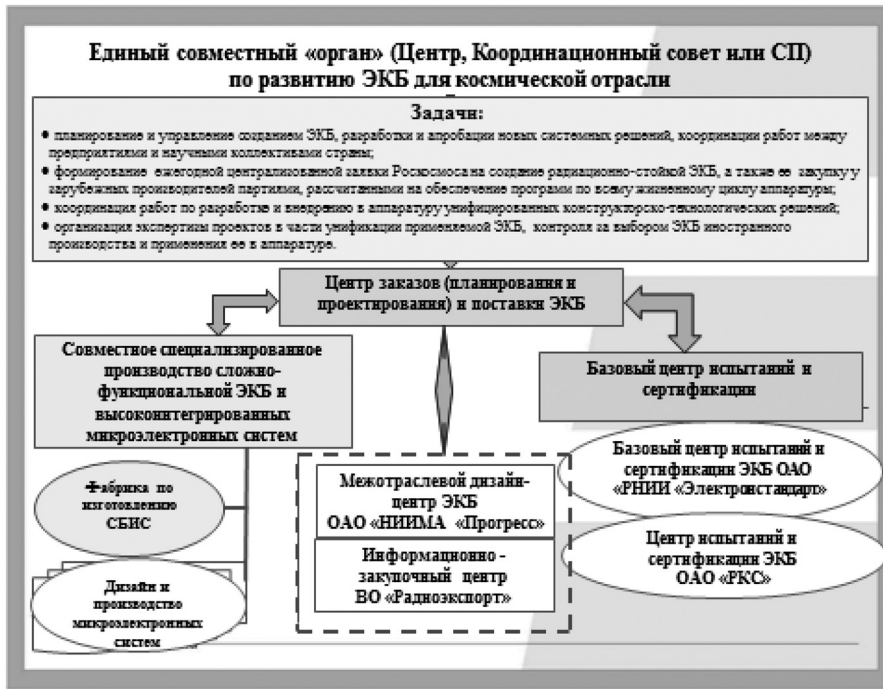 Единый совместный «орган» (Центр, Координационный совет или СП)
по развитию ЭКБ для космической отрасли
Задачи:
● планирование и управление созданием ЭКБ, разработки и апробации новых системных решений, координации работ между
предприятиями и научными коллективами страны;
● формирование ежегодной централизованной заявки Роскосмоса на создание радиационно-стойкой ЭКБ, а также ее закупку у
зарубежных производителей партиями, рассчитанными на обеспечение программ по всему жизненному циклу аппаратуры;
● координация работ по разработке и внедрению в аппаратуру унифицированных конструкторско-технологических решений;
● организация экспертизы проектов в части унификации применяемой ЭКБ, контроля за выбором ЭКБ иностранного
производства и применения ее в аппаратуре.
Центр заказов (планирования и
проектирования) и поставки ЭКБ
Совместное специализированное
производство сложно-
функциональной ЭКБ и
высокоинтегрированных
микроэлектронных систем
Фабрика по
изготовлению
СБИС
Дизайн и
производство
микроэлектронных
систем
Межотраслевой дизайн-
центр ЭКБ
ОАО «НИИМА «Прогресс»
Информационно -
закупочный центр
ВО «Радиоэкспорт»
Базовый центр испытаний и
сертификации
Базовый центр испытаний и
сертификации ЭКБ ОАО
«РНИИ «Электронстандарт»
Центр испытаний и
сертификации ЭКБ
ОАО «РКС»